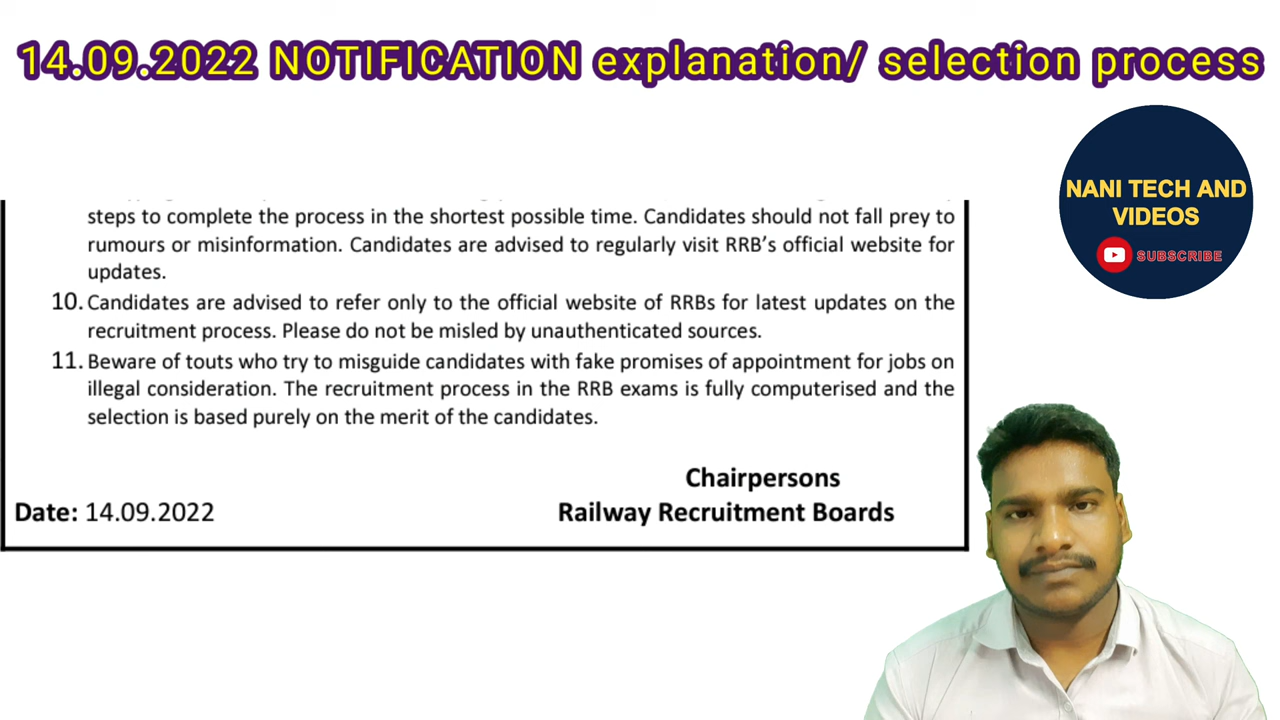 14.09.2022 NOTIFICATION explanation/ selection process
NANI TECH AND
VIDEOS
SUBSCRIBE
steps to complete the process in the shortest possible time. Candidates should not fall prey to
rumours or misinformation. Candidates are advised to regularly visit RRB’s official website for
updates.
10. Candidates are advised to refer only to the official website of RRBs for latest updates on the
recruitment process. Please do not be misled by unauthenticated sources.
11. Beware of touts who try to misguide candidates with fake promises of appointment for jobs on
illegal consideration. The recruitment process in the RRB exams is fully computerised and the
selection is based purely on the merit of the candidates.
Chairpersons
Date: 14.09.2022 Railway Recruitment Boards